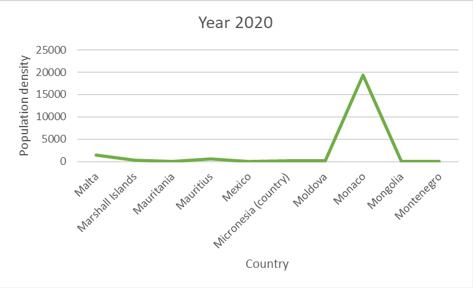 Year 2020
Population density
25000
20000
15000
10000
5000
0
Malta
Marshall Islands
Mauritania
Mauritius
Mexico
Micronesia (country)
Moldova
Monaco
Mongolia
Montenegro
Country